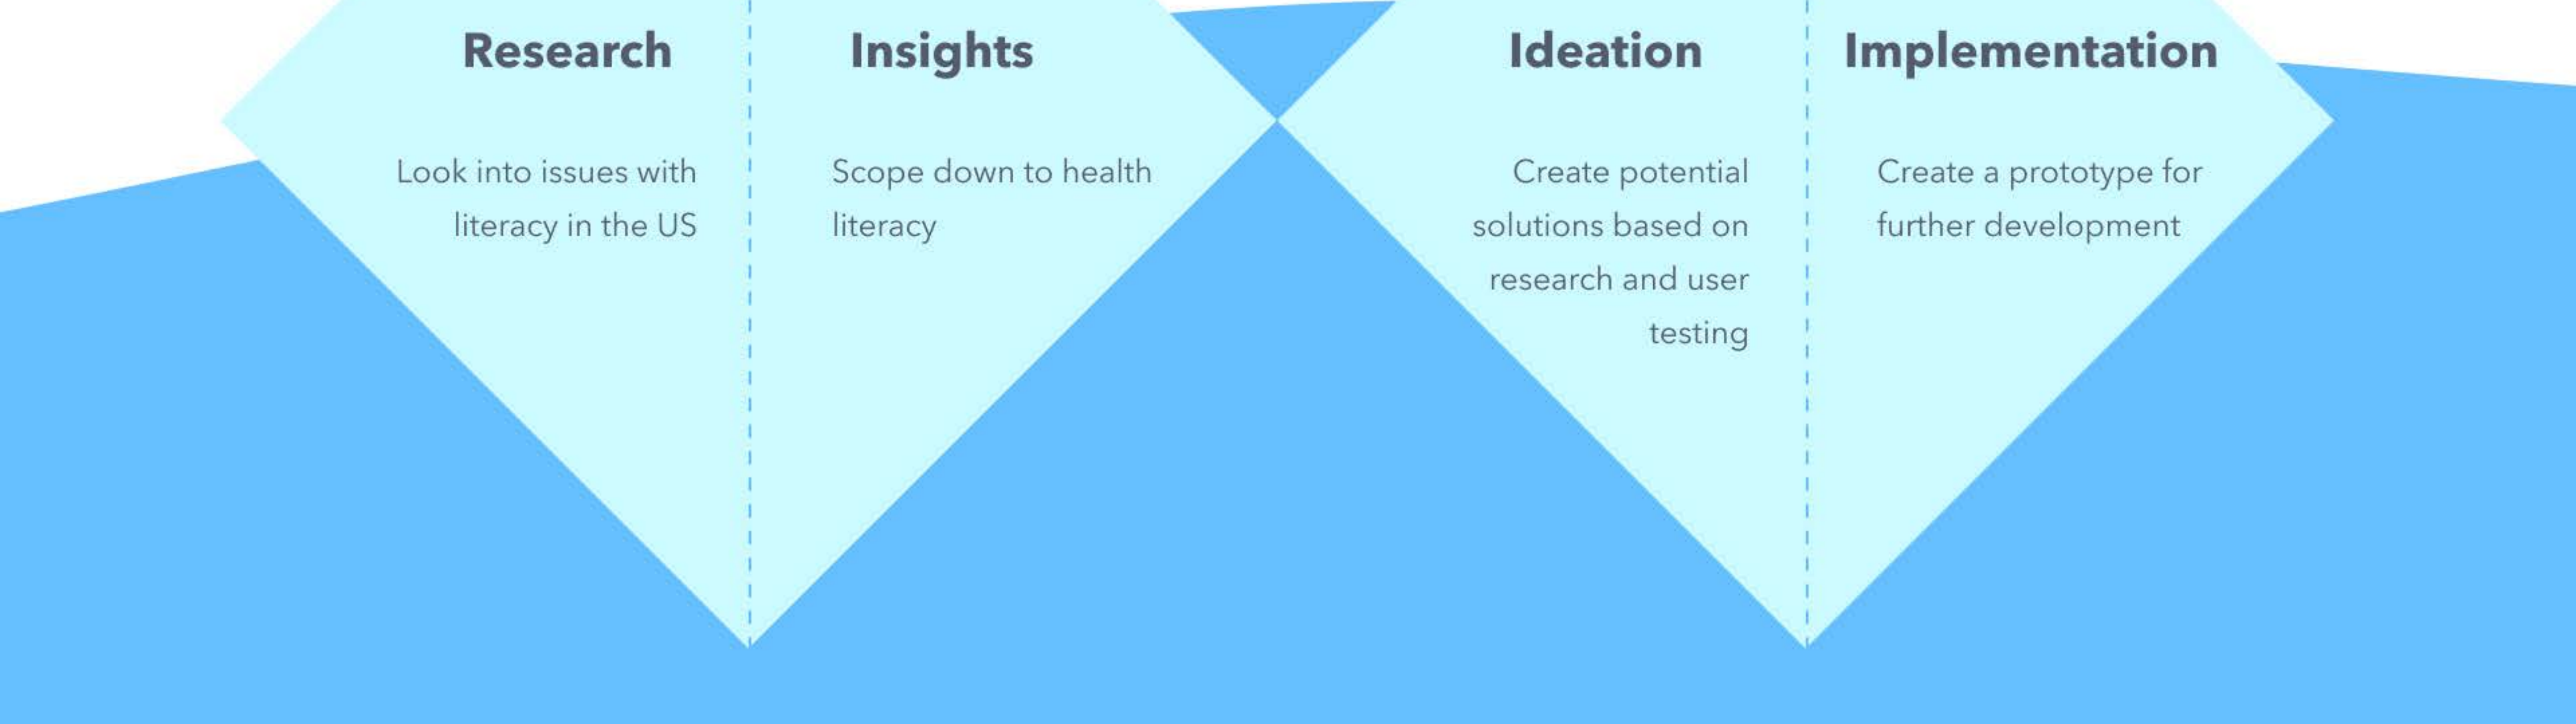 Research
Look into issues with
literacy in the US
Insights
Scope down to health
literacy
Ideation
Create potential
solutions based on
research and user
testing
Implementation
Create a prototype for
further development